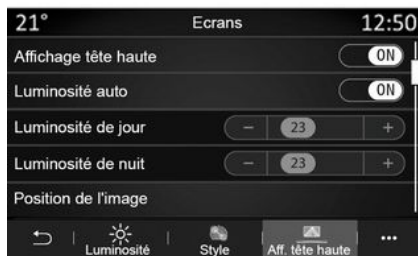 21° Ecrans 12:50
Affichage tête haute ON
Luminosité auto ON
Luminosité de jour − 23 +
Luminosité de nuit − 23 +
Position de l'image
Luminosité Style Aff. tête haute